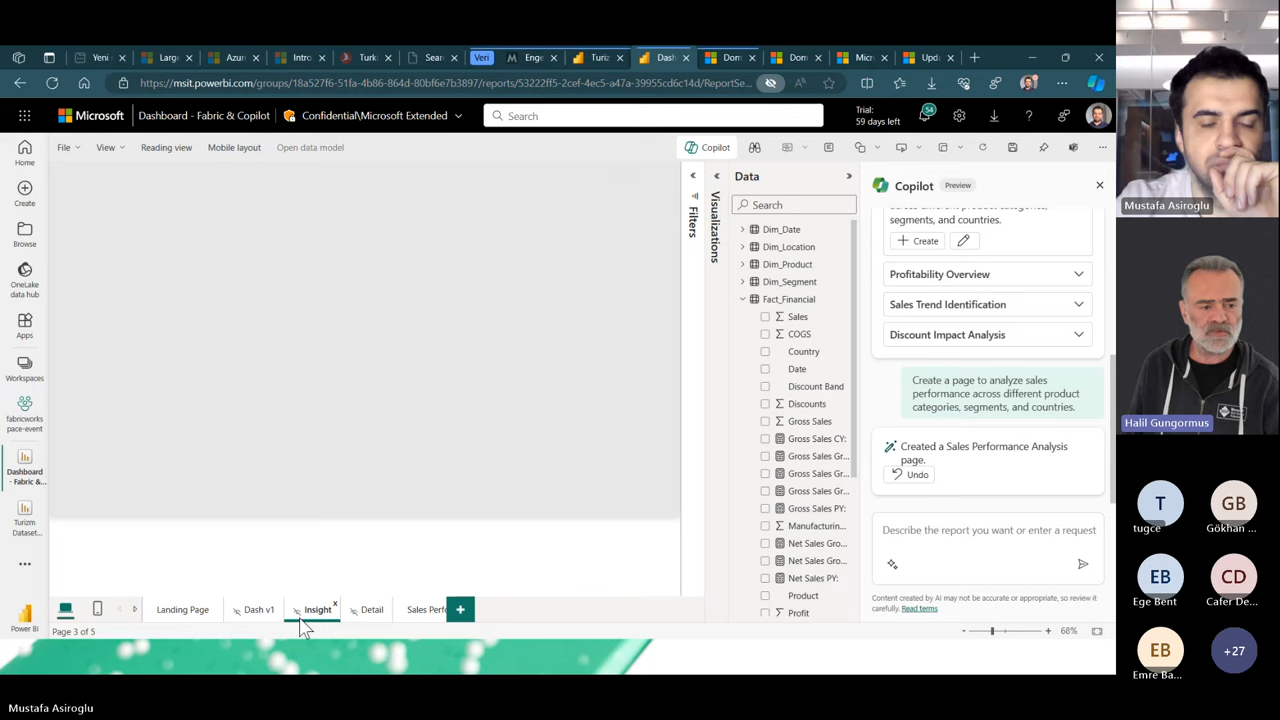 Yeni s
Larg
Azur
Intro
Turke
Sear
Veri
Enge
Turiz
Dash
Dom
Dom
Micr
Upda
https://msit.powerbi.com/groups/18a527f6-51fa-4b86-864d-80bf6e7b3897/reports/53222ff5-2cef-4ec5-a47a-39955cd6c14d/ReportSe...
Microsoft
Dashboard - Fabric & Copilot
Confidential\Microsoft Extended
Search
Trial:
59 days left
54
File
View
Reading view
Mobile layout
Open data model
Copilot
Home
Create
Browse
OneLake
data hub
Apps
Workspaces
fabricworks
pace-event
Dashboard
- Fabric &...
Turizm
Dataset...
...
Power BI
Filters
Visualizations
Data
Search
Dim_Date
Dim_Location
Dim_Product
Dim_Segment
Fact_Financial
Sales
COGS
Country
Date
Discount Band
Discounts
Gross Sales
Gross Sales CY:
Gross Sales Gr...
Gross Sales Gr...
Gross Sales Gr...
Gross Sales PY:
Manufacturin...
Net Sales Gro...
Net Sales Gro...
Net Sales PY:
Product
Profit
Copilot
Preview
across different product categories,
segments, and countries.
Create
Profitability Overview
Sales Trend Identification
Discount Impact Analysis
Create a page to analyze sales
performance across different product
categories, segments, and countries.
Created a Sales Performance Analysis
page.
Undo
Describe the report you want or enter a request
Content created by AI may not be accurate or appropriate, so review it
carefully. Read terms
Landing Page
Dash v1
Insight
x
Detail
Sales Perfo
+
Page 3 of 5
-
+
68%
Mustafa Asiroglu
Halil Gungormus
T
tugce
GB
Gökhan ...
EB
Ege Bent
CD
Cafer De...
EB
Emre Ba...
+27
Mustafa Asiroglu